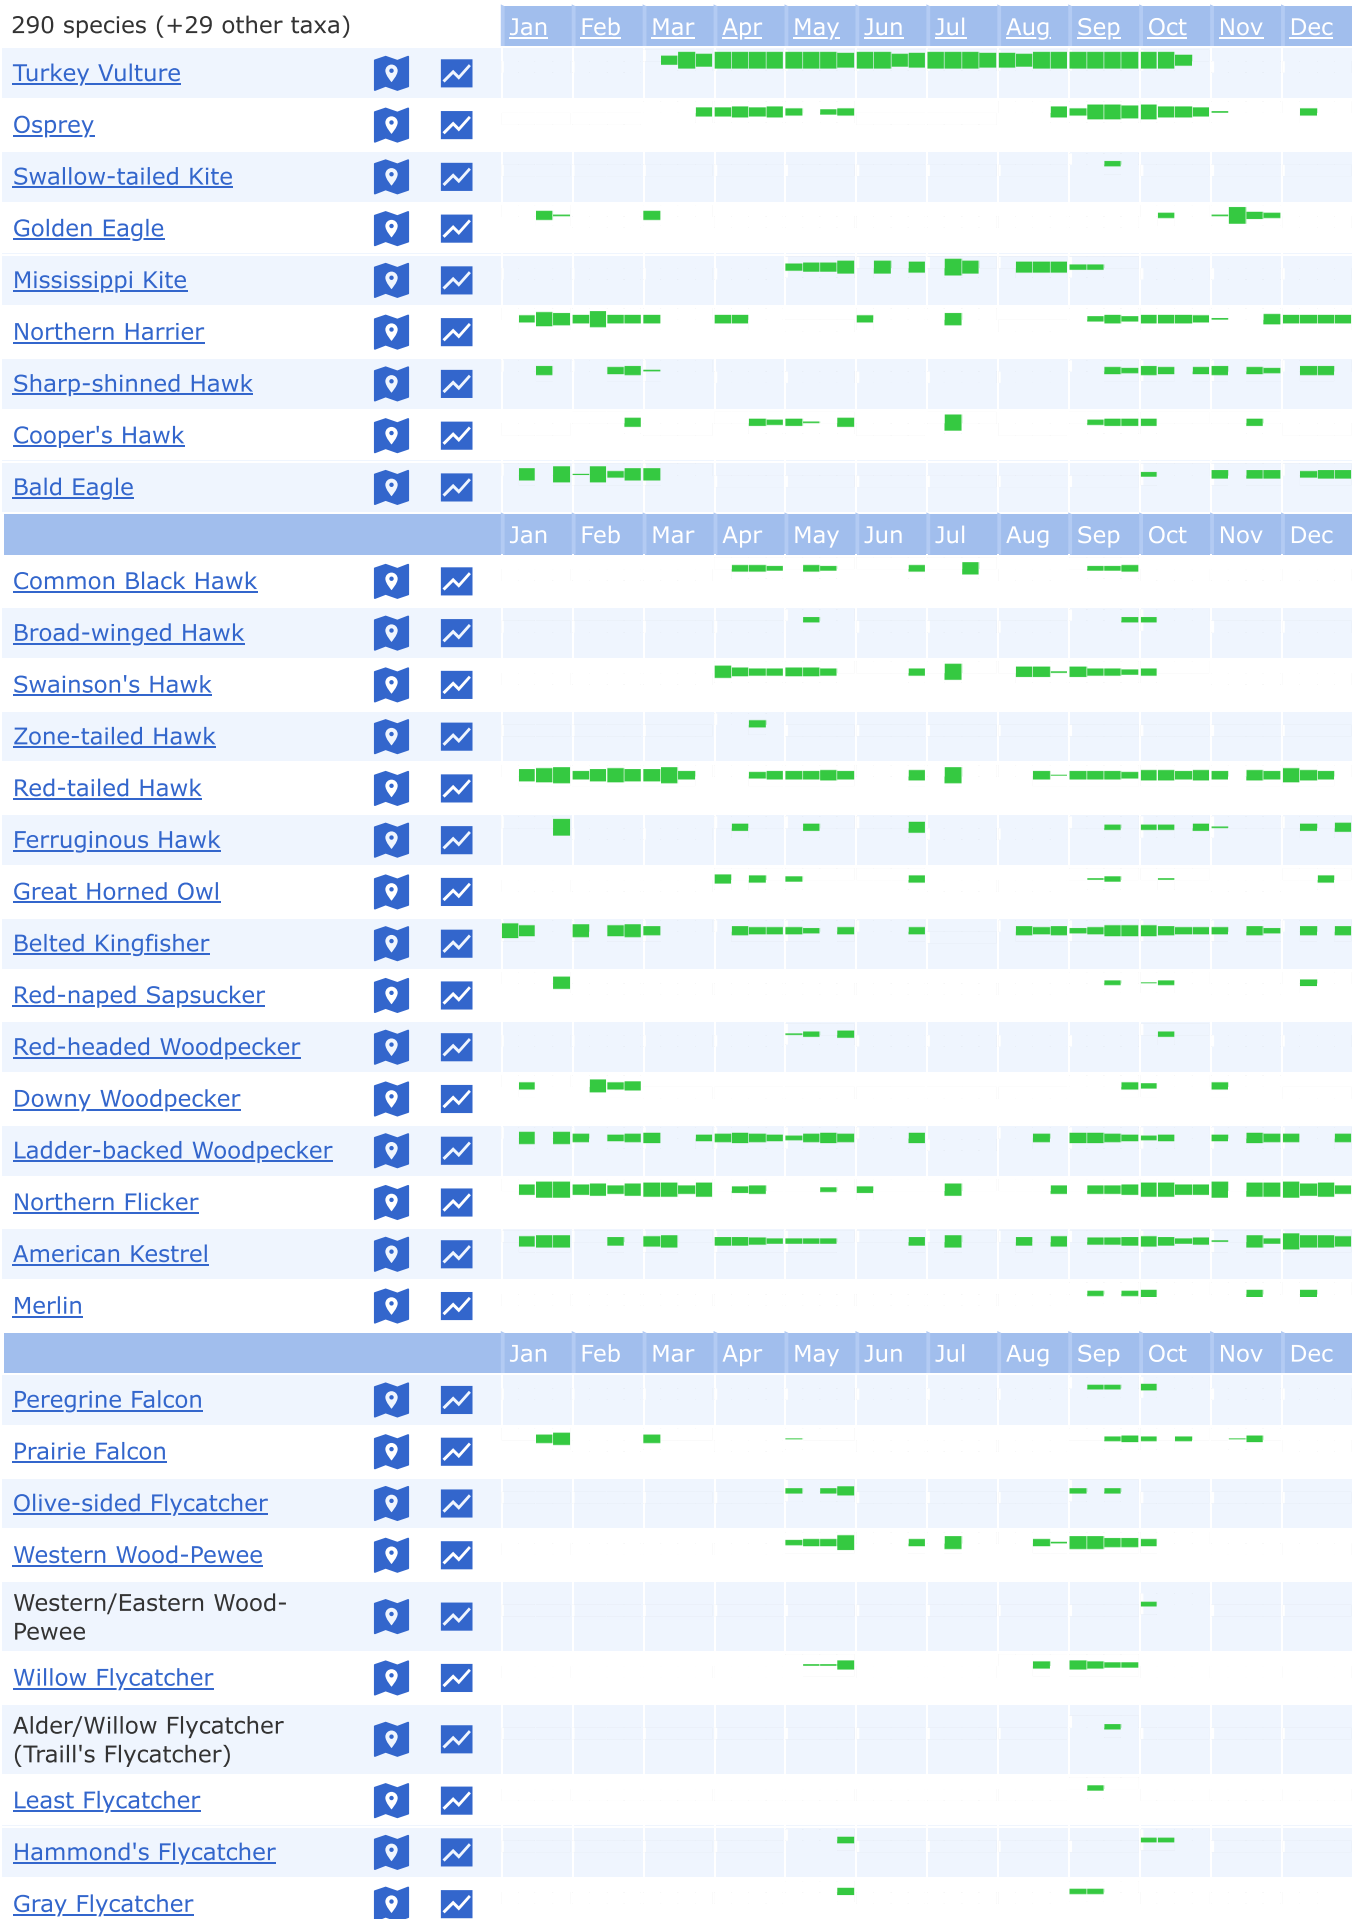 290 species (+29 other taxa) Jan Feb Mar Apr May Jun Jul Aug Sep Oct Nov Dec
Turkey Vulture
Osprey
Swallow-tailed Kite
Golden Eagle
Mississippi Kite
Northern Harrier
Sharp-shinned Hawk
Cooper's Hawk
Bald Eagle
Jan Feb Mar Apr May Jun Jul Aug Sep Oct Nov Dec
Common Black Hawk
Broad-winged Hawk
Swainson's Hawk
Zone-tailed Hawk
Red-tailed Hawk
Ferruginous Hawk
Great Horned Owl
Belted Kingfisher
Red-naped Sapsucker
Red-headed Woodpecker
Downy Woodpecker
Ladder-backed Woodpecker
Northern Flicker
American Kestrel
Merlin
Jan Feb Mar Apr May Jun Jul Aug Sep Oct Nov Dec
Peregrine Falcon
Prairie Falcon
Olive-sided Flycatcher
Western Wood-Pewee
Western/Eastern Wood-
Pewee
Willow Flycatcher
Alder/Willow Flycatcher
(Traill's Flycatcher)
Least Flycatcher
Hammond's Flycatcher
Gray Flycatcher